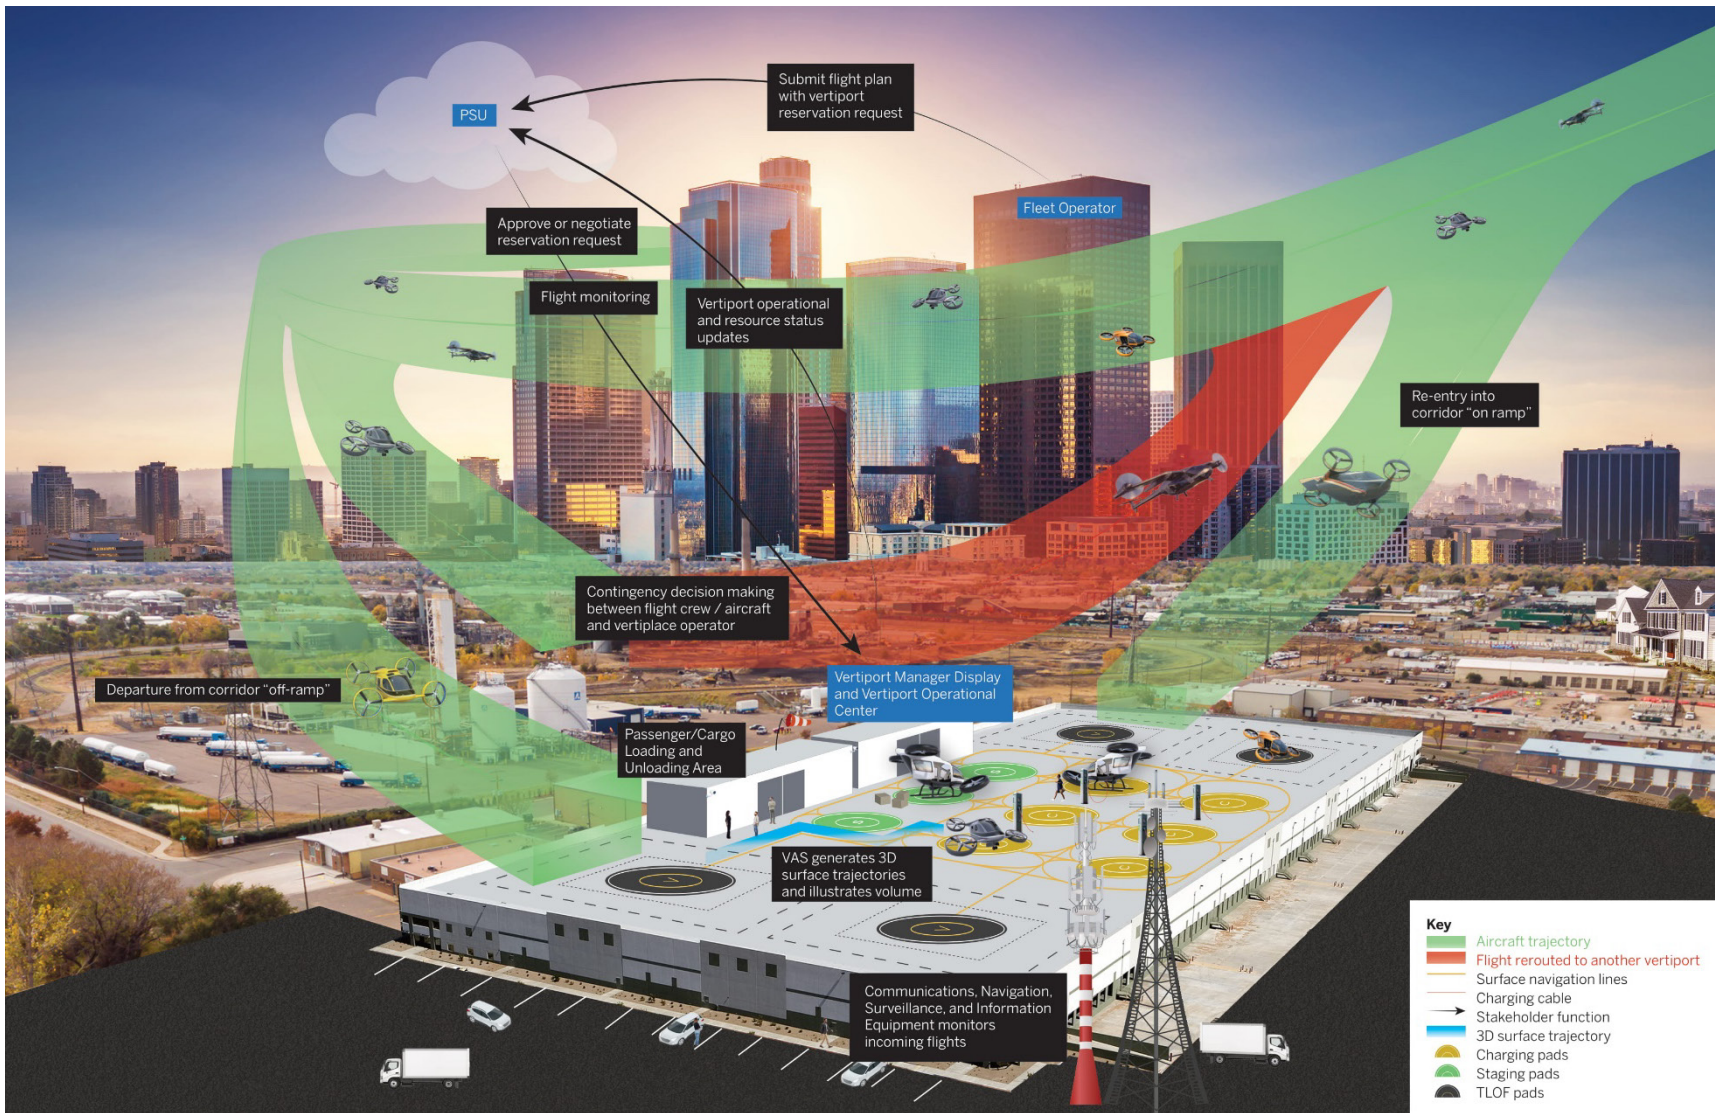 Submit flight plan
with vertiport
reservation request
PSU
Fleet Operator
Approve or negotiate
reservation request
Flight monitoring
Vertiport operational
and resource status
updates
Re-entry into
corridor “on ramp”
Contingency decision making
between flight crew / aircraft
and vertiplace operator
Departure from corridor “off-ramp”
Vertiport Manager Display
and Vertiport Operational
Center
Passenger/Cargo
Loading and
Unloading Area
VAS generates 3D
surface trajectories
and illustrates volume
Communications, Navigation,
Surveillance, and Information
Equipment monitors
incoming flights
Key
Aircraft trajectory
Flight rerouted to another vertiport
Surface navigation lines
Charging cable
Stakeholder function
3D surface trajectory
Charging pads
Staging pads
TLOF pads